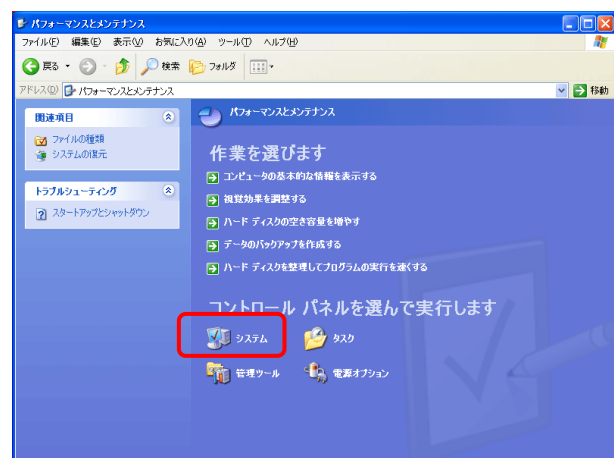 パフォーマンスとメンテナンス
ファイル(F) 編集(E) 表示(V) お気に入り(A) ツール(T) ヘルプ(H)
戻る 検索 フォルダ
アドレス(D) パフォーマンスとメンテナンス 移動
関連項目
ファイルの種類
システムの復元
トラブルシューティング
スタートアップとシャットダウン
パフォーマンスとメンテナンス
作業を選びます
コンピュータの基本的な情報を表示する
視覚効果を調整する
ハード ディスクの空き容量を増やす
データのバックアップを作成する
ハード ディスクを整理してプログラムの実行を速くする
コントロール パネルを選んで実行します
システム タスク
管理ツール 電源オプション